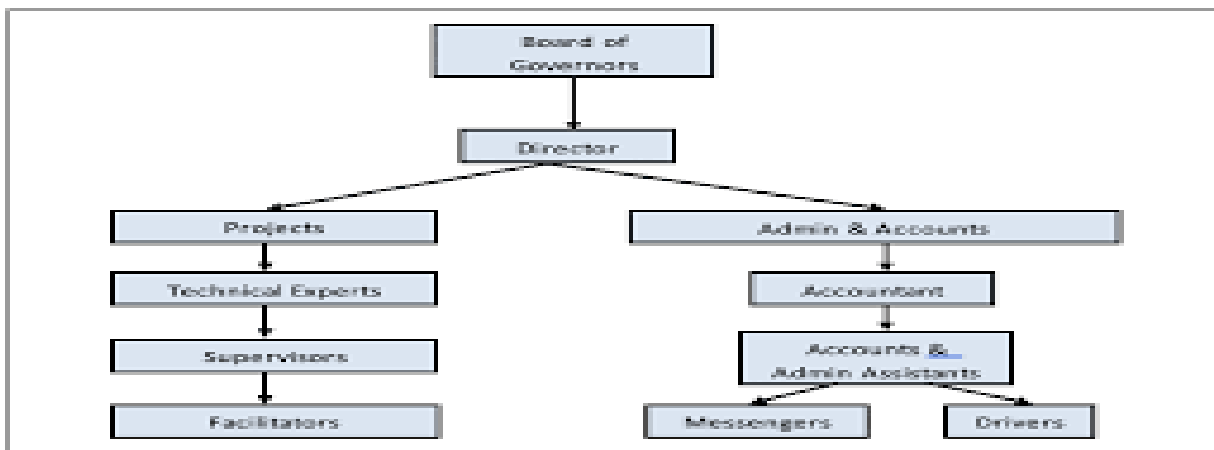 Board of
Governors
Director
Projects
Admin & Accounts
Technical Experts
Accountant
Supervisors
Accounts &
Admin Assistants
Facilitators
Messengers
Drivers